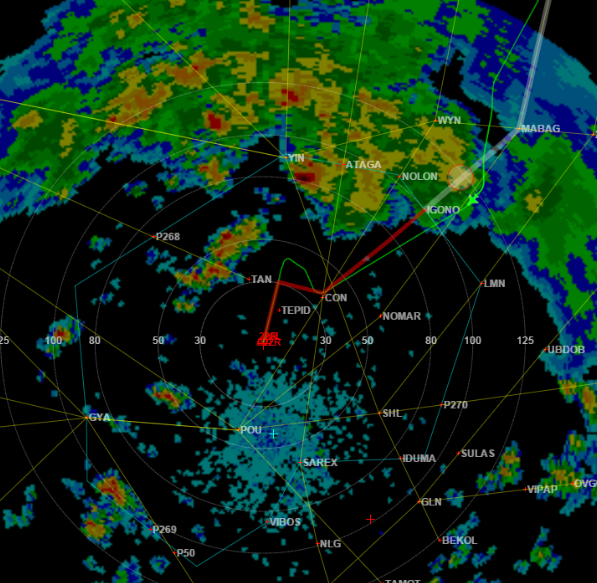 WYN
MABAG
YIN
ATAGA
NOLON
IGONO
P268
TAN
LMN
CON
TEPID
NOMAR
25 100 80 50 30 30 50 80 100 125
UBDOB
P270
SHL
GYA
POU
SULAS
IDUMA
SAREX
VIPAP
OVG
GLN
VIBOS
P269
BEKOL
NLG
P50
TAMOT